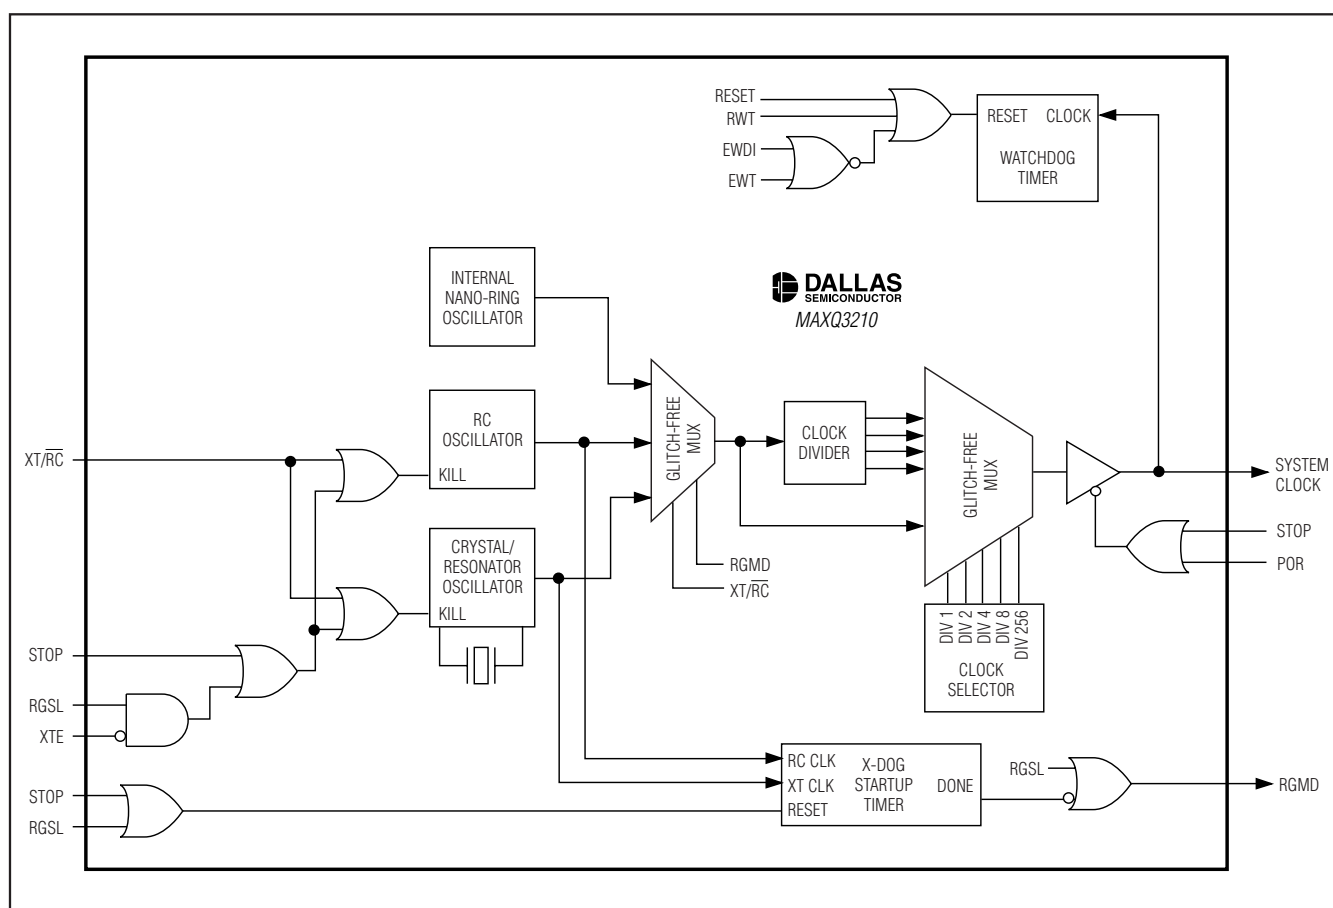 RESET
RWT
EWDI
EWT
RESET CLOCK
WATCHDOG
TIMER
INTERNAL
NANO-RING
OSCILLATOR
DALLAS
SEMICONDUCTOR
MAXQ3210
RC
OSCILLATOR
KILL
GLITCH-FREE
MUX
CLOCK
DIVIDER
GLITCH-FREE
MUX
XT/R̅C̅
SYSTEM
CLOCK
STOP
POR
CRYSTAL/
RESONATOR
OSCILLATOR
KILL
RGMD
XT/R̅C̅
DIV 1
DIV 2
DIV 4
DIV 8
DIV 256
CLOCK
SELECTOR
STOP
RGSL
XTE
STOP
RGSL
RC CLK
XT CLK
RESET
X-DOG
STARTUP
TIMER
DONE
RGSL
RGMD